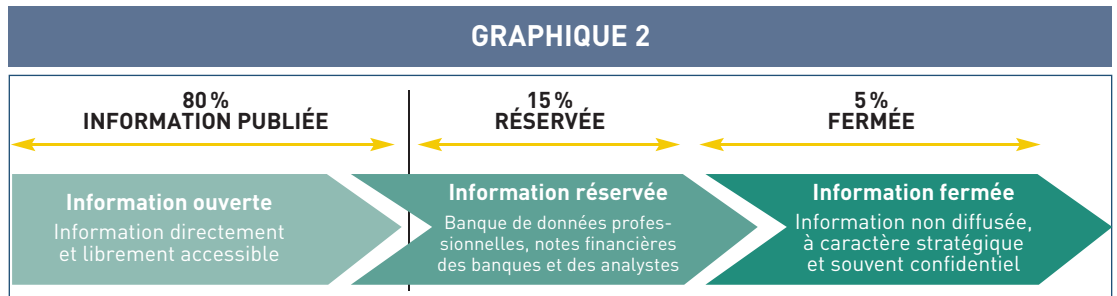 GRAPHIQUE 2
80 %
INFORMATION PUBLIÉE
15 %
RÉSERVÉE
5 %
FERMÉE
Information ouverte
Information directement
et librement accessible
Information réservée
Banque de données profes-
sionnelles, notes financières
des banques et des analystes
Information fermée
Information non diffusée,
à caractère stratégique
et souvent confidentiel